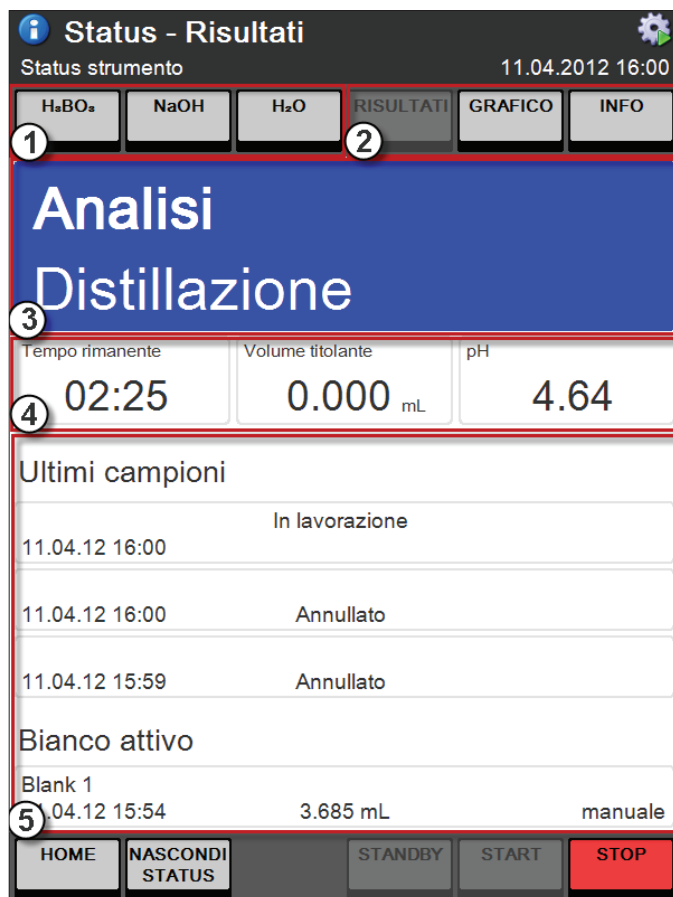 Status - Risultati
Status strumento 11.04.2012 16:00
H₃BO₃ NaOH H₂O RISULTATI GRAFICO INFO
1 2
Analisi
Distillazione
3
Tempo rimanente Volume titolante pH
02:25 0.000 mL 4.64
4
Ultimi campioni
In lavorazione
11.04.12 16:00
11.04.12 16:00 Annullato
11.04.12 15:59 Annullato
Bianco attivo
Blank 1
.04.12 15:54 3.685 mL manuale
5
HOME NASCONDI STANDBY START STOP
STATUS